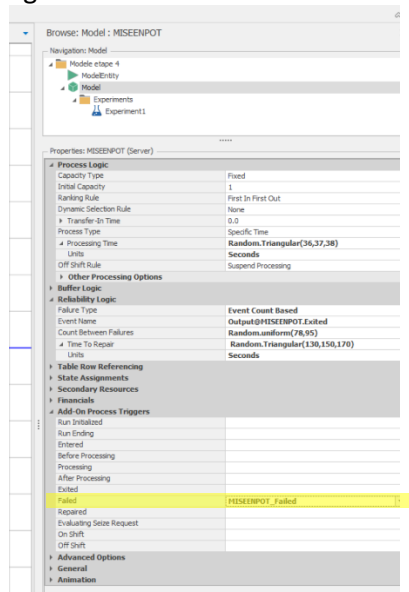 Browse: Model : MISEENPOT
Navigation: Model
Modele etape 4
ModelEntity
Model
Experiments
Experiment1
Properties: MISEENPOT (Server)
Process Logic
Capacity Type Fixed
Initial Capacity 1
Ranking Rule First In First Out
Dynamic Selection Rule None
Transfer-In Time 0.0
Process Type Specific Time
Processing Time Random.Triangular(36,37,38)
Units Seconds
Off Shift Rule Suspend Processing
Other Processing Options
Buffer Logic
Reliability Logic
Failure Type Event Count Based
Event Name Output@MISEENPOT.Exited
Count Between Failures Random.uniform(78,95)
Time To Repair Random.Triangular(130,150,170)
Units Seconds
Table Row Referencing
State Assignments
Secondary Resources
Financials
Add-On Process Triggers
Run Initialized
Run Ending
Entered
Before Processing
Processing
After Processing
Exited
Failed MISEENPOT_Failed
Repaired
Evaluating Seize Request
On Shift
Off Shift
Advanced Options
General
Animation